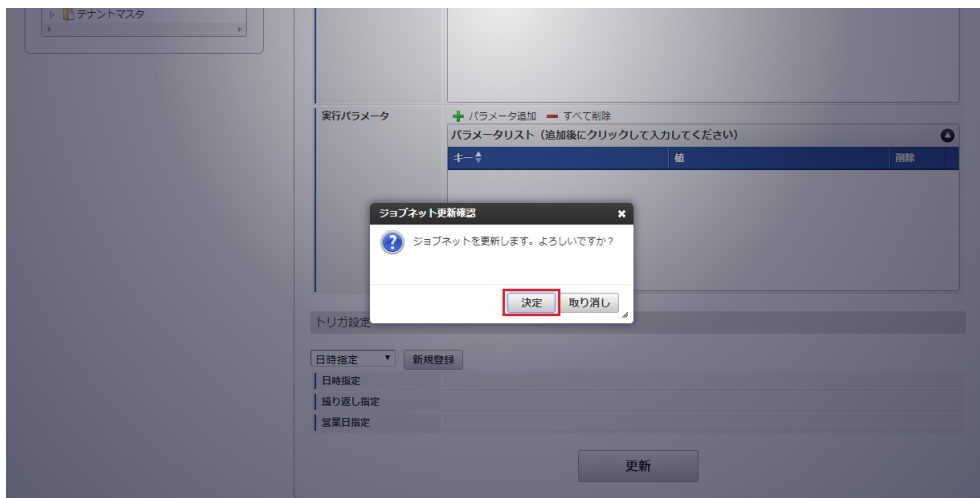 テナントマスタ
実行パラメータ
パラメータ追加 すべて削除
パラメータリスト（追加後にクリックして入力してください）
キー 値 削除
ジョブネット更新確認
ジョブネットを更新します。よろしいですか？
決定 取り消し
トリガ設定
日時指定 新規登録
日時指定
繰り返し指定
営業日指定
更新